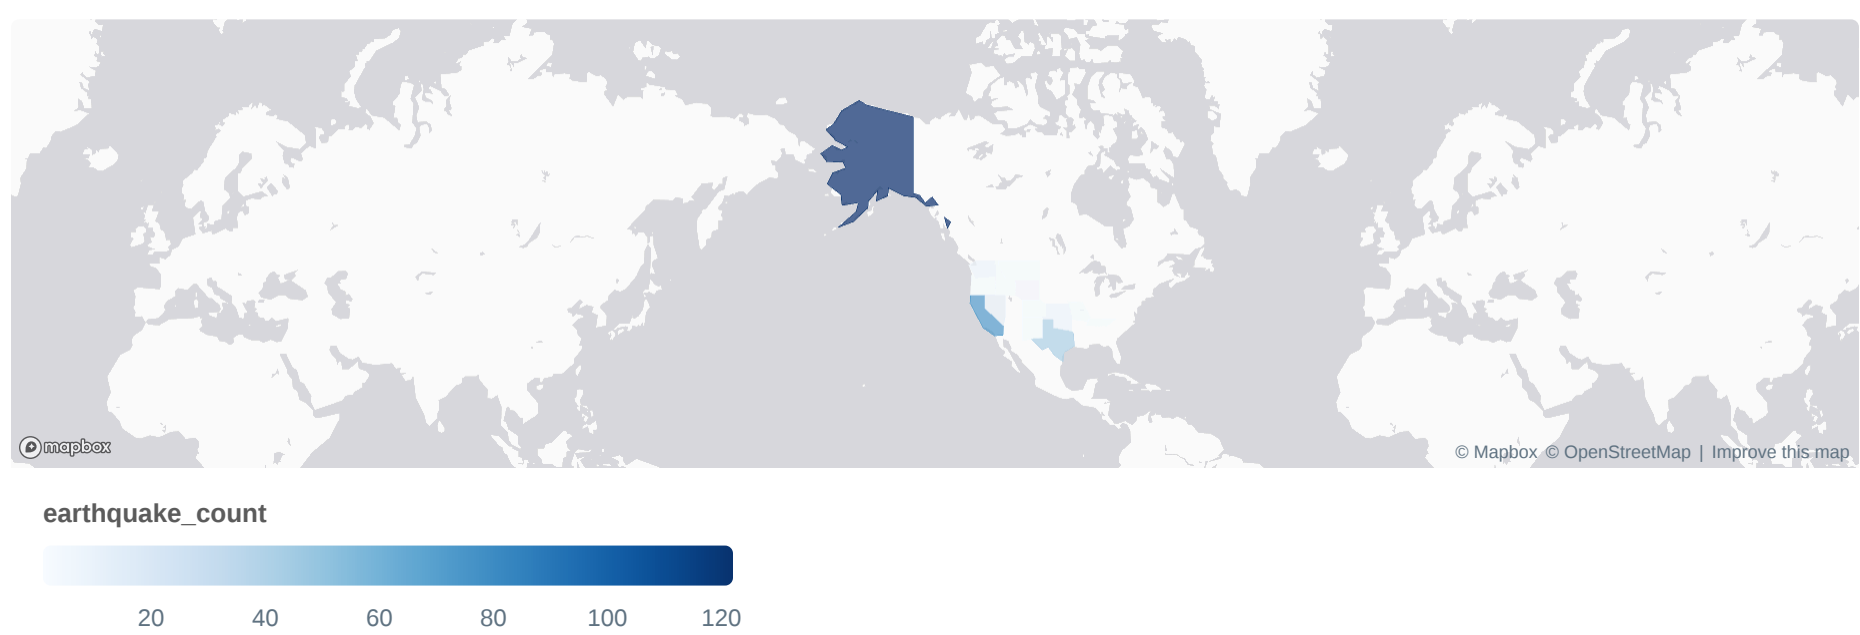 mapbox
© Mapbox © OpenStreetMap | Improve this map
earthquake_count
20 40 60 80 100 120